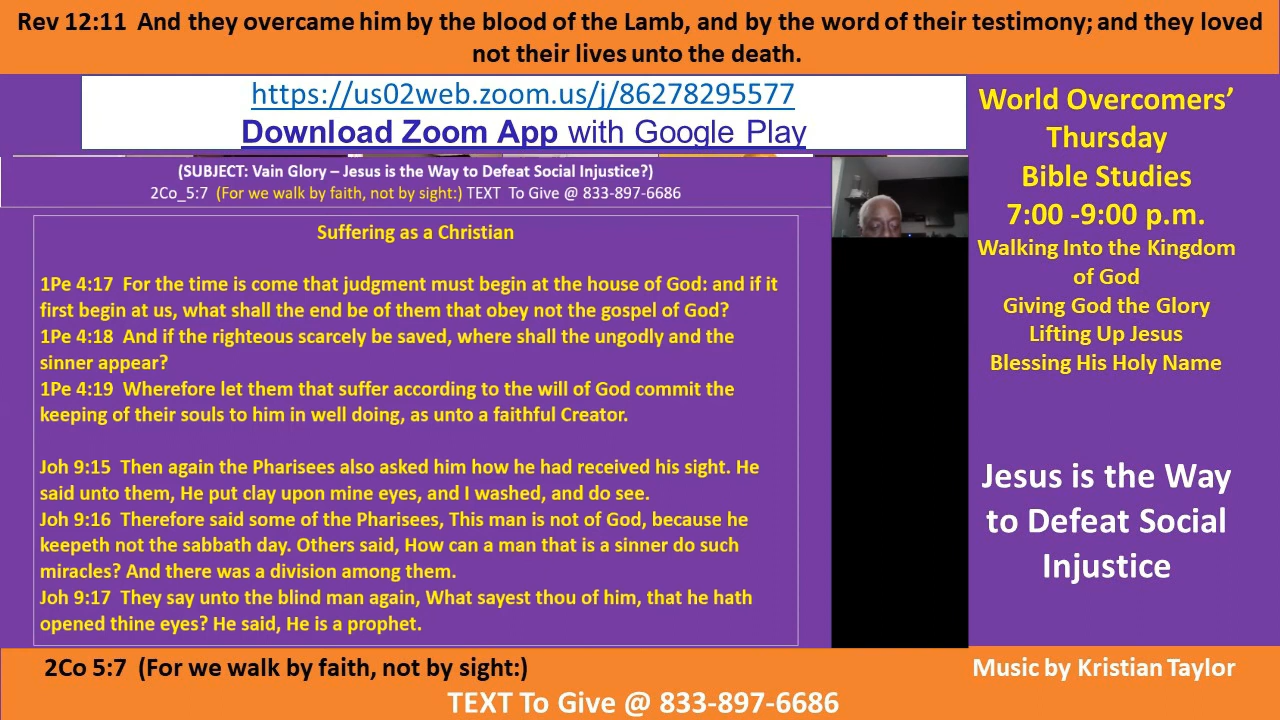 Rev 12:11  And they overcame him by the blood of the Lamb, and by the word of their testimony; and they loved
not their lives unto the death.
https://us02web.zoom.us/j/86278295577
Download Zoom App with Google Play
(SUBJECT: Vain Glory – Jesus is the Way to Defeat Social Injustice?)
2Co_5:7  (For we walk by faith, not by sight:) TEXT  To Give @ 833-897-6686
Suffering as a Christian
1Pe 4:17  For the time is come that judgment must begin at the house of God: and if it
first begin at us, what shall the end be of them that obey not the gospel of God?
1Pe 4:18  And if the righteous scarcely be saved, where shall the ungodly and the
sinner appear?
1Pe 4:19  Wherefore let them that suffer according to the will of God commit the
keeping of their souls to him in well doing, as unto a faithful Creator.
Joh 9:15  Then again the Pharisees also asked him how he had received his sight. He
said unto them, He put clay upon mine eyes, and I washed, and do see.
Joh 9:16  Therefore said some of the Pharisees, This man is not of God, because he
keepeth not the sabbath day. Others said, How can a man that is a sinner do such
miracles? And there was a division among them.
Joh 9:17  They say unto the blind man again, What sayest thou of him, that he hath
opened thine eyes? He said, He is a prophet.
World Overcomers’
Thursday
Bible Studies
7:00 -9:00 p.m.
Walking Into the Kingdom
of God
Giving God the Glory
Lifting Up Jesus
Blessing His Holy Name
Jesus is the Way
to Defeat Social
Injustice
2Co 5:7  (For we walk by faith, not by sight:)
Music by Kristian Taylor
TEXT To Give @ 833-897-6686